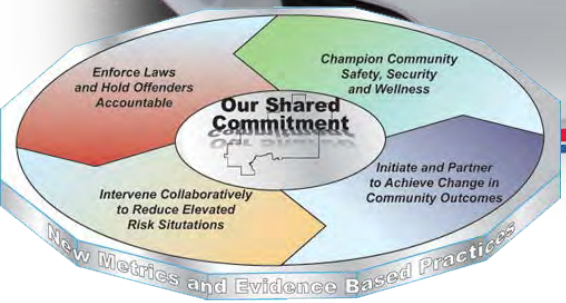 Enforce Laws
and Hold Offenders
Accountable
Champion Community
Safety, Security
and Wellness
Our Shared
Commitment
Initiate and Partner
to Achieve Change in
Community Outcomes
Intervene Collaboratively
to Reduce Elevated
Risk Situtations
New Metrics and Evidence Based Practices